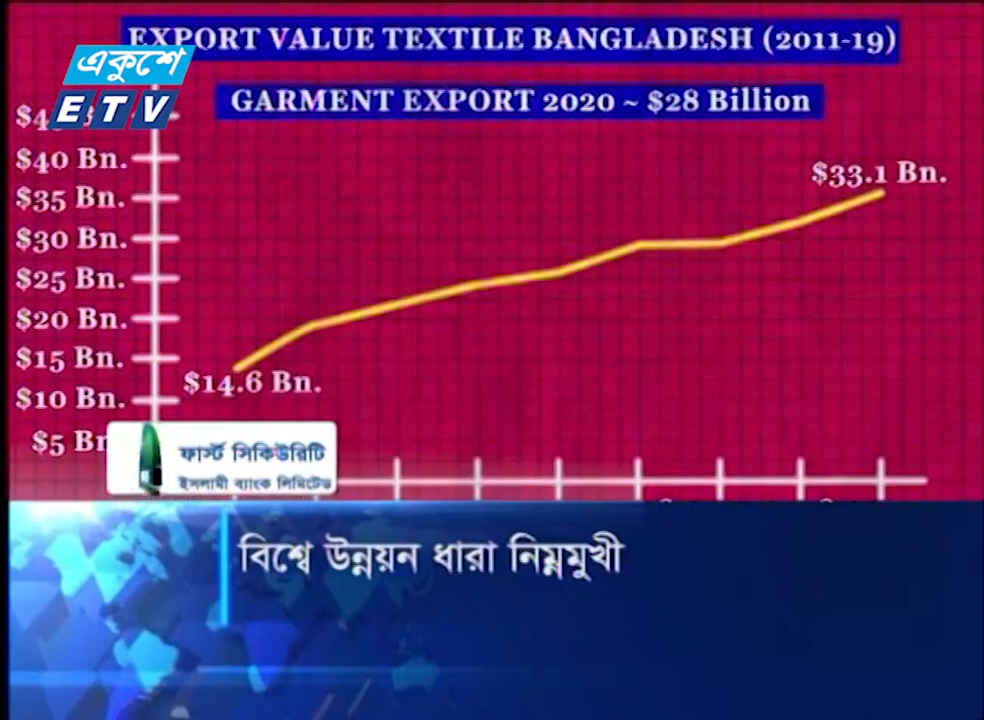 EXPORT VALUE TEXTILE BANGLADESH (2011-19)
একুশে
ETV
GARMENT EXPORT 2020 ~ $28 Billion
$40 Bn.
$33.1 Bn.
$35 Bn.
$30 Bn.
$25 Bn.
$20 Bn.
$15 Bn.
$14.6 Bn.
$10 Bn.
$5
ফার্স্ট সিকিউরিটি
ইসলামী ব্যাংক লিমিটেড
বিশ্বে উন্নয়ন ধারা নিম্নমুখী